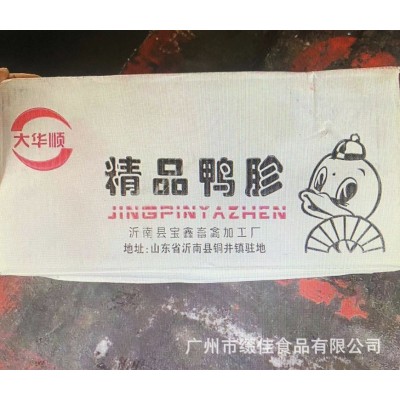 大华顺
精品鸭胗
JINGPINYAZHEN
沂南县宝鑫畜禽加工厂
地址:山东省沂南县铜井镇驻地
广州市缐佳食品有限公司